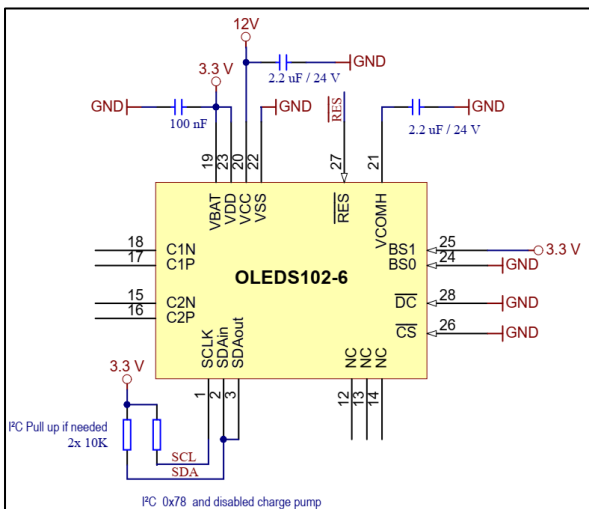 12V
3.3 V
GND
2.2 uF / 24 V
GND
100 nF
GND
RES
GND
2.2 uF / 24 V
19
23
20
22
27
21
VBAT
VDD
VCC
VSS
RES
VCOMH
18
C1N
17
C1P
15
C2N
16
C2P
OLEDS102-6
BS1
25
3.3 V
BS0
24
GND
DC
28
GND
CS
26
GND
SCLK
SDAin
SDAout
NC
NC
NC
1
2
3
12
13
14
3.3 V
I²C Pull up if needed
2x 10K
SCL
SDA
I²C 0x78 and disabled charge pump